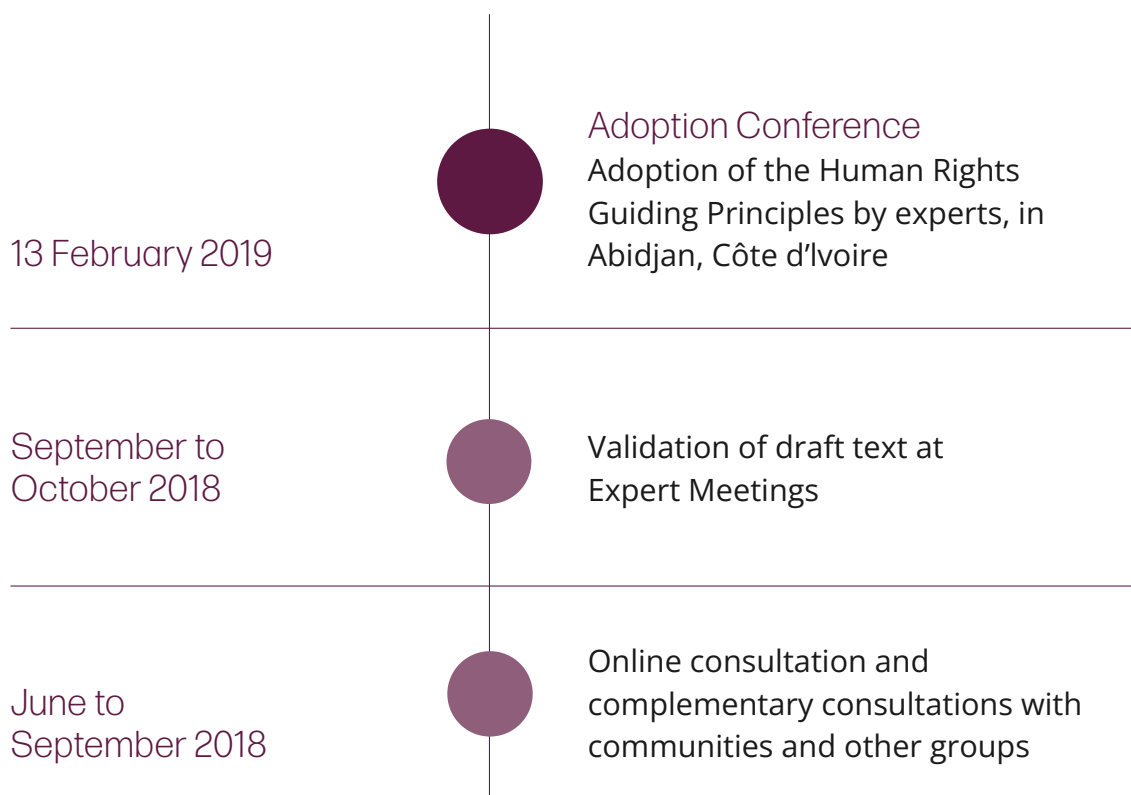 Adoption Conference
Adoption of the Human Rights
Guiding Principles by experts, in
Abidjan, Côte d’Ivoire
13 February 2019
September to
October 2018
Validation of draft text at
Expert Meetings
June to
September 2018
Online consultation and
complementary consultations with
communities and other groups